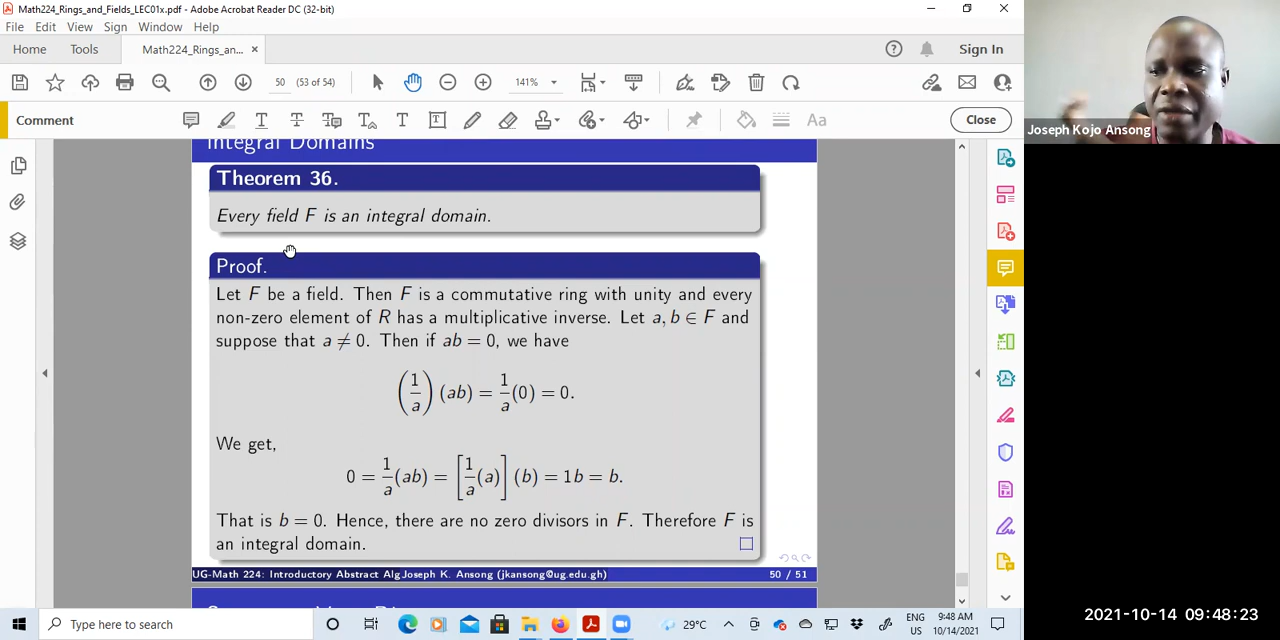 Math224_Rings_and_Fields_LEC01x.pdf - Adobe Acrobat Reader DC (32-bit)
File Edit View Sign Window Help
Home Tools Math224_Rings_an... × Sign In
50 (53 of 54) 141%
Comment Close
Integral Domains
Theorem 36.
Every field F is an integral domain.
Proof.
Let F be a field. Then F is a commutative ring with unity and every
non-zero element of R has a multiplicative inverse. Let a, b ∈ F and
suppose that a ≠ 0. Then if ab = 0, we have
(1/a)(ab) = 1/a(0) = 0.
We get,
0 = 1/a(ab) = [1/a(a)](b) = 1b = b.
That is b = 0. Hence, there are no zero divisors in F. Therefore F is
an integral domain. □
UG-Math 224: Introductory Abstract Alg Joseph K. Ansong (jkansong@ug.edu.gh) 50 / 51
Joseph Kojo Ansong
Type here to search
29°C
ENG
US
9:48 AM
10/14/2021
2021-10-14 09:48:23